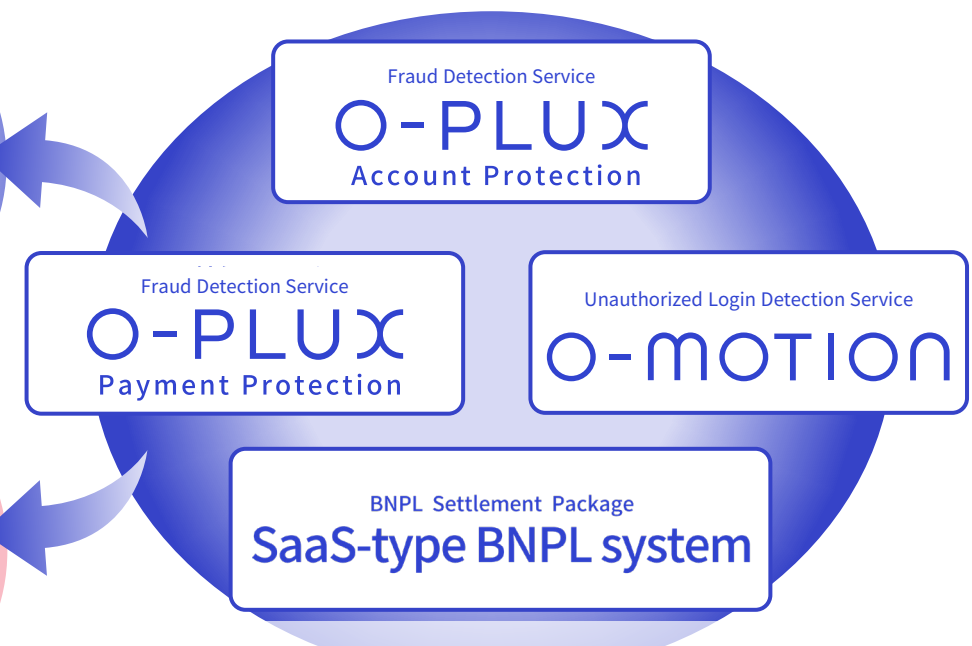 Fraud Detection Service
O-PLUX
Account Protection
Fraud Detection Service
O-PLUX
Payment Protection
Unauthorized Login Detection Service
O-MOTION
BNPL Settlement Package
SaaS-type BNPL system